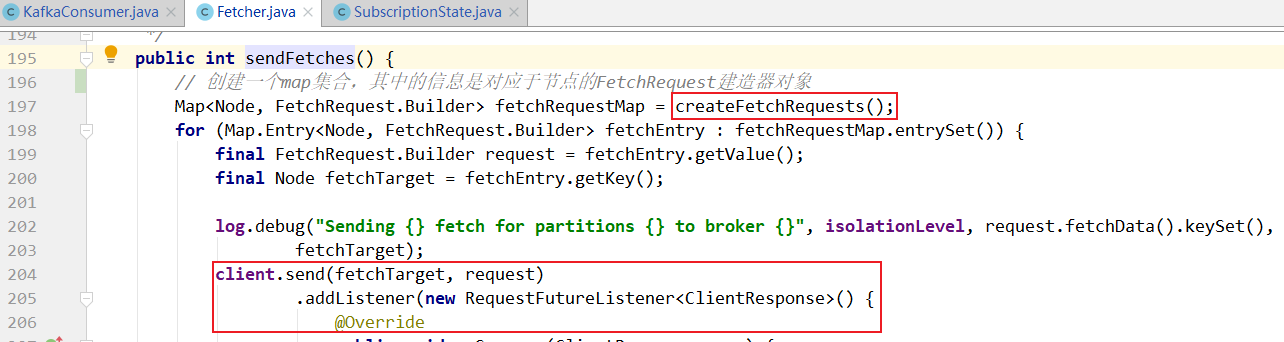 KafkaConsumer.java × Fetcher.java × SubscriptionState.java ×
194 */
195 public int sendFetches() {
196 // 创建一个map集合，其中的信息是对应于节点的FetchRequest建造器对象
197 Map<Node, FetchRequest.Builder> fetchRequestMap = createFetchRequests();
198 for (Map.Entry<Node, FetchRequest.Builder> fetchEntry : fetchRequestMap.entrySet()) {
199 final FetchRequest.Builder request = fetchEntry.getValue();
200 final Node fetchTarget = fetchEntry.getKey();
201
202 log.debug("Sending {} fetch for partitions {} to broker {}", isolationLevel, request.fetchData().keySet(),
203 fetchTarget);
204 client.send(fetchTarget, request)
205 .addListener(new RequestFutureListener<ClientResponse>() {
206 @Override